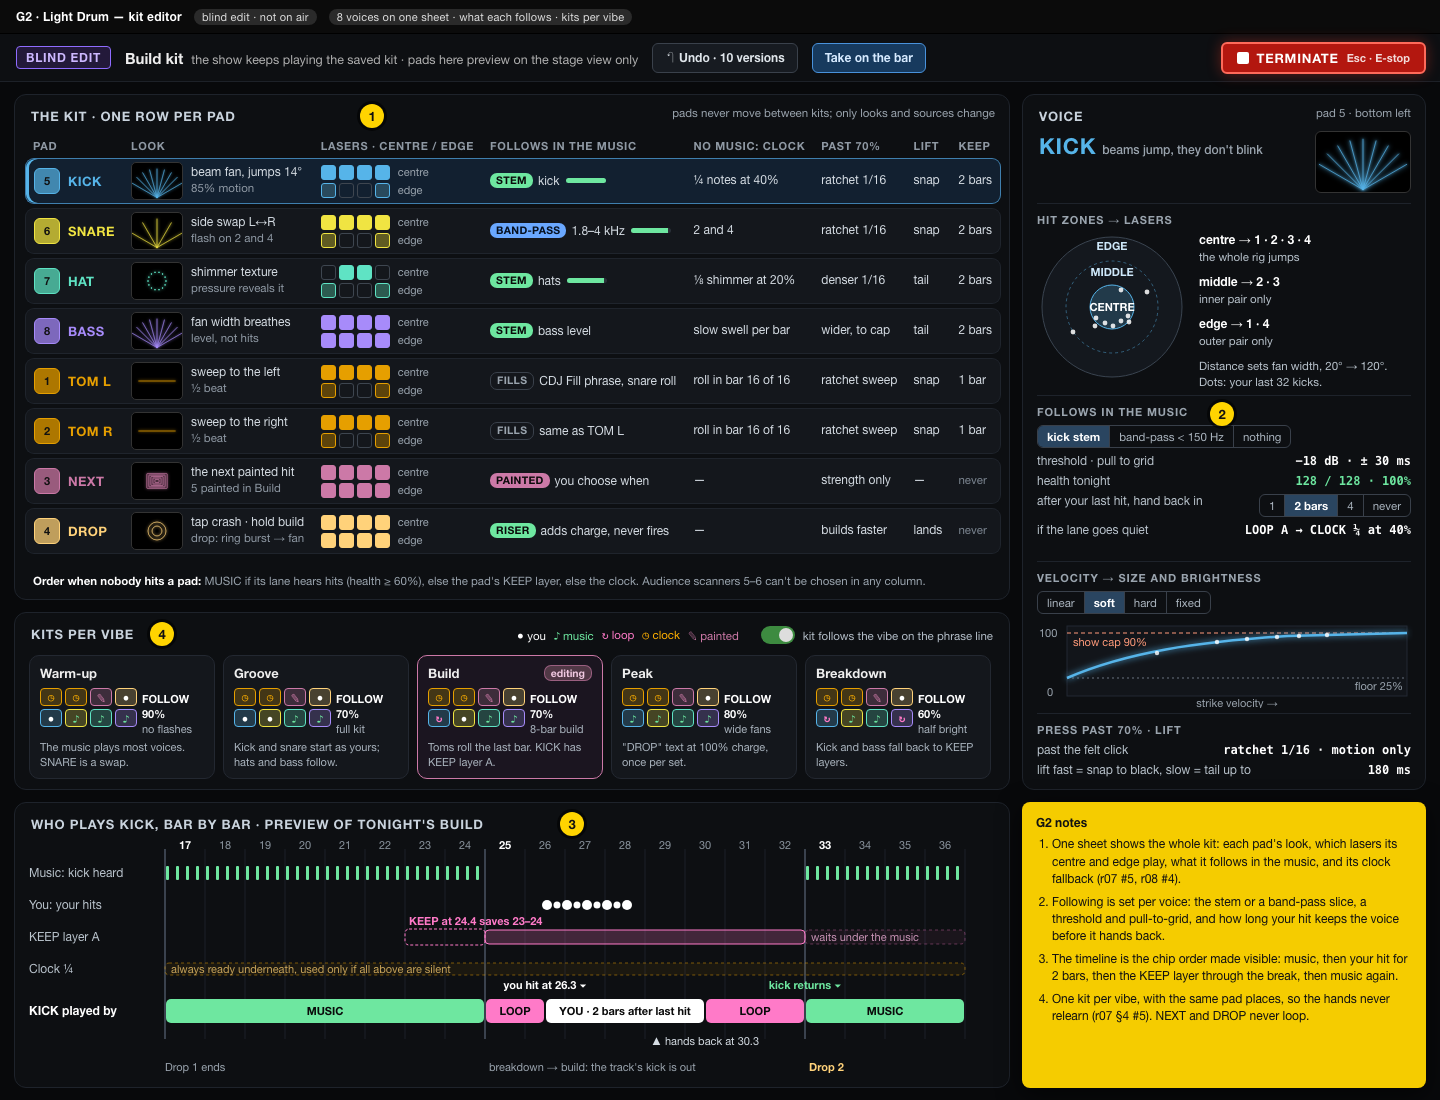 G2 · Light Drum — kit editor
blind edit · not on air
8 voices on one sheet · what each follows · kits per vibe
BLIND EDIT
Build kit the show keeps playing the saved kit · pads here preview on the stage view only
Undo · 10 versions
Take on the bar
TERMINATE Esc · E-stop
THE KIT · ONE ROW PER PAD
1
pads never move between kits; only looks and sources change
PAD LOOK LASERS · CENTRE / EDGE FOLLOWS IN THE MUSIC NO MUSIC: CLOCK PAST 70% LIFT KEEP
5 KICK beam fan, jumps 14° centre STEM kick ¼ notes at 40% ratchet 1/16 snap 2 bars
85% motion edge
6 SNARE side swap L↔R centre BAND-PASS 1.8–4 kHz 2 and 4 ratchet 1/16 snap 2 bars
flash on 2 and 4 edge
7 HAT shimmer texture centre STEM hats ⅛ shimmer at 20% denser 1/16 tail 2 bars
pressure reveals it edge
8 BASS fan width breathes centre STEM bass level slow swell per bar wider, to cap tail 2 bars
level, not hits edge
1 TOM L sweep to the left centre FILLS CDJ Fill phrase, snare roll roll in bar 16 of 16 ratchet sweep snap 1 bar
½ beat edge
2 TOM R sweep to the right centre FILLS same as TOM L roll in bar 16 of 16 ratchet sweep snap 1 bar
½ beat edge
3 NEXT the next painted hit centre PAINTED you choose when — strength only — never
5 painted in Build edge
4 DROP tap crash · hold build centre RISER adds charge, never fires — builds faster lands never
drop: ring burst → fan edge
Order when nobody hits a pad: MUSIC if its lane hears hits (health ≥ 60%), else the pad's KEEP layer, else the clock. Audience scanners 5–6 can't be chosen in any column.
VOICE
pad 5 · bottom left
KICK beams jump, they don't blink
HIT ZONES → LASERS
EDGE
MIDDLE
CENTRE
centre → 1 · 2 · 3 · 4
the whole rig jumps
middle → 2 · 3
inner pair only
edge → 1 · 4
outer pair only
Distance sets fan width, 20° → 120°.
Dots: your last 32 kicks.
FOLLOWS IN THE MUSIC
2
kick stem band-pass < 150 Hz nothing
threshold · pull to grid −18 dB · ± 30 ms
health tonight 128 / 128 · 100%
after your last hit, hand back in 1 2 bars 4 never
if the lane goes quiet LOOP A → CLOCK ¼ at 40%
VELOCITY → SIZE AND BRIGHTNESS
linear soft hard fixed
100
show cap 90%
floor 25%
0
strike velocity →
PRESS PAST 70% · LIFT
past the felt click ratchet 1/16 · motion only
lift fast = snap to black, slow = tail up to 180 ms
KITS PER VIBE
4
● you ♪ music ↻ loop ◷ clock ✎ painted
kit follows the vibe on the phrase line
Warm-up
FOLLOW
90%
no flashes
The music plays most voices.
SNARE is a swap.
Groove
FOLLOW
70%
full kit
Kick and snare start as yours;
hats and bass follow.
Build editing
FOLLOW
70%
8-bar build
Toms roll the last bar. KICK has
KEEP layer A.
Peak
FOLLOW
80%
wide fans
"DROP" text at 100% charge,
once per set.
Breakdown
FOLLOW
60%
half bright
Kick and bass fall back to KEEP
layers.
WHO PLAYS KICK, BAR BY BAR · PREVIEW OF TONIGHT'S BUILD
3
17 18 19 20 21 22 23 24 25 26 27 28 29 30 31 32 33 34 35 36
Music: kick heard
You: your hits
KEEP at 24.4 saves 23–24
KEEP layer A
waits under the music
Clock ¼
always ready underneath, used only if all above are silent
you hit at 26.3 ▾
kick returns ▾
KICK played by
MUSIC LOOP YOU · 2 bars after last hit LOOP MUSIC
▲ hands back at 30.3
Drop 1 ends
breakdown → build: the track's kick is out
Drop 2
G2 notes
1. One sheet shows the whole kit: each pad's look, which lasers its
centre and edge play, what it follows in the music, and its clock
fallback (r07 #5, r08 #4).
2. Following is set per voice: the stem or a band-pass slice, a
threshold and pull-to-grid, and how long your hit keeps the voice
before it hands back.
3. The timeline is the chip order made visible: music, then your hit for
2 bars, then the KEEP layer through the break, then music again.
4. One kit per vibe, with the same pad places, so the hands never
relearn (r07 §4 #5). NEXT and DROP never loop.